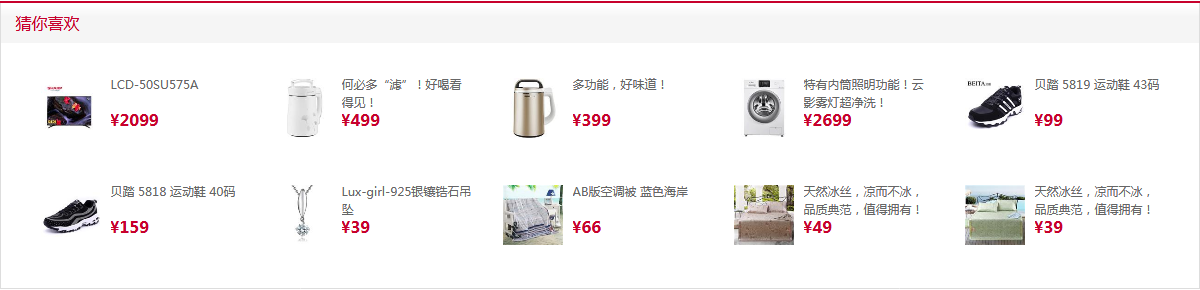 猜你喜欢
LCD-50SU575A
¥2099
何必多“滤”！好喝看
得见！
¥499
多功能，好味道！
¥399
特有内筒照明功能！云
影雾灯超净洗！
¥2699
BEITA
贝踏 5819 运动鞋 43码
¥99
贝踏 5818 运动鞋 40码
¥159
Lux-girl-925银镶锆石吊
坠
¥39
AB版空调被 蓝色海岸
¥66
天然冰丝，凉而不冰，
品质典范，值得拥有！
¥49
天然冰丝，凉而不冰，
品质典范，值得拥有！
¥39